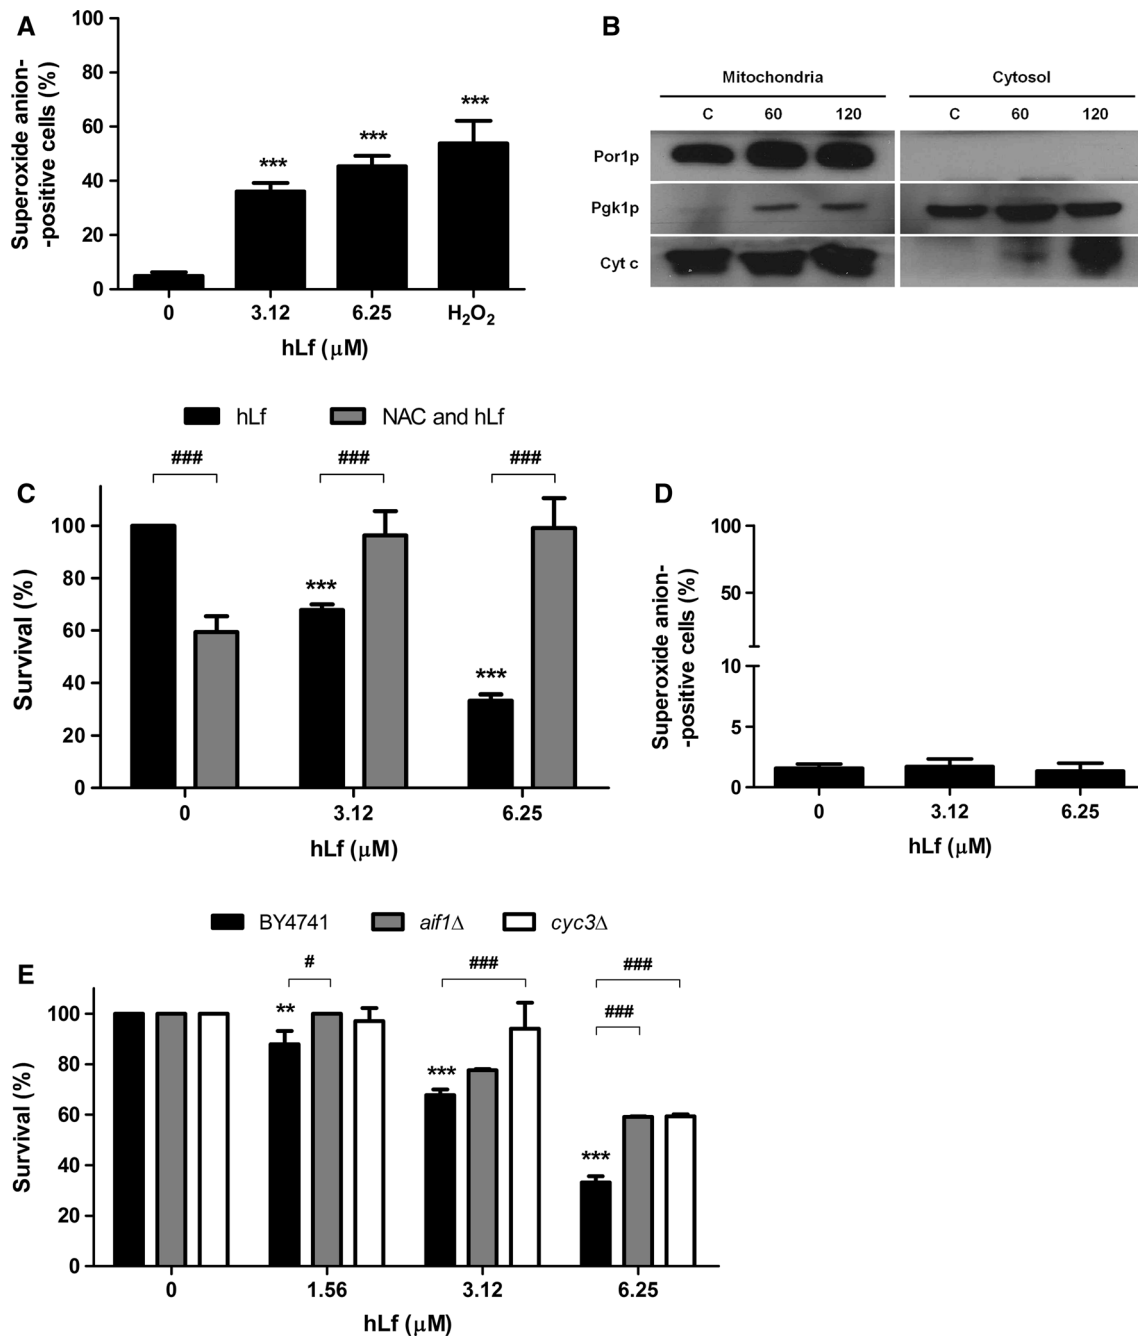 A
Superoxide anion-
-positive cells (%)
100
80
60
40
20
0
***
***
***
0 3.12 6.25 H₂O₂
hLf (μM)
B
Mitochondria Cytosol
C 60 120 C 60 120
Por1p
Pgk1p
Cyt c
C
hLf NAC and hLf
### ### ###
Survival (%)
100
80
60
40
20
0
***
***
0 3.12 6.25
hLf (μM)
D
Superoxide anion-
-positive cells (%)
100
50
10
5
0
0 3.12 6.25
hLf (μM)
E
BY4741 aif1Δ cyc3Δ
# ### ###
###
Survival (%)
100
80
60
40
20
0
**
***
***
0 1.56 3.12 6.25
hLf (μM)